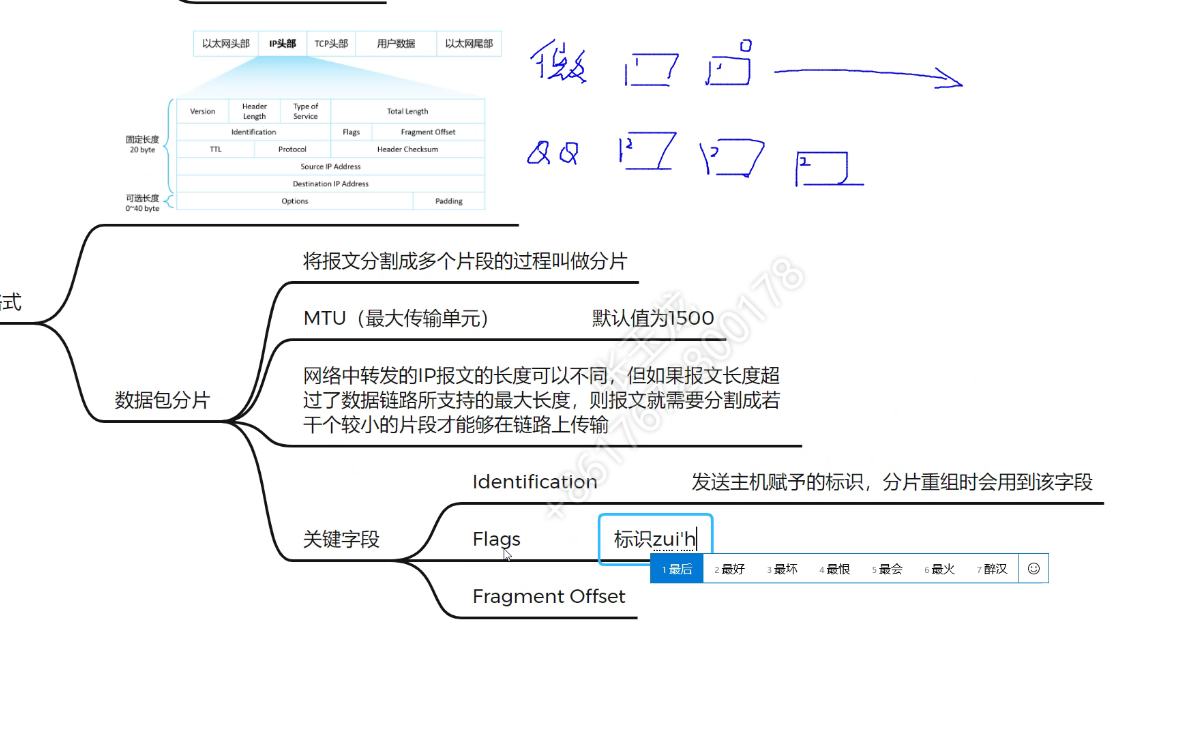 以太网头部 IP头部 TCP头部 用户数据 以太网尾部
Version Header Length Type of Service Total Length
Identification Flags Fragment Offset
TTL Protocol Header Checksum
Source IP Address
Destination IP Address
Options Padding
固定长度
20 byte
可选长度
0~40 byte
微 1 1 0
QQ 2 2 2
格式
数据包分片
将报文分割成多个片段的过程叫做分片
MTU（最大传输单元） 默认值为1500
网络中转发的IP报文的长度可以不同，但如果报文长度超
过了数据链路所支持的最大长度，则报文就需要分割成若
干个较小的片段才能够在链路上传输
关键字段
Identification 发送主机赋予的标识，分片重组时会用到该字段
Flags 标识zui'h
1 最后 2 最好 3 最坏 4 最恨 5 最会 6 最火 7 醉汉
Fragment Offset
张玉龙
+8617672800178